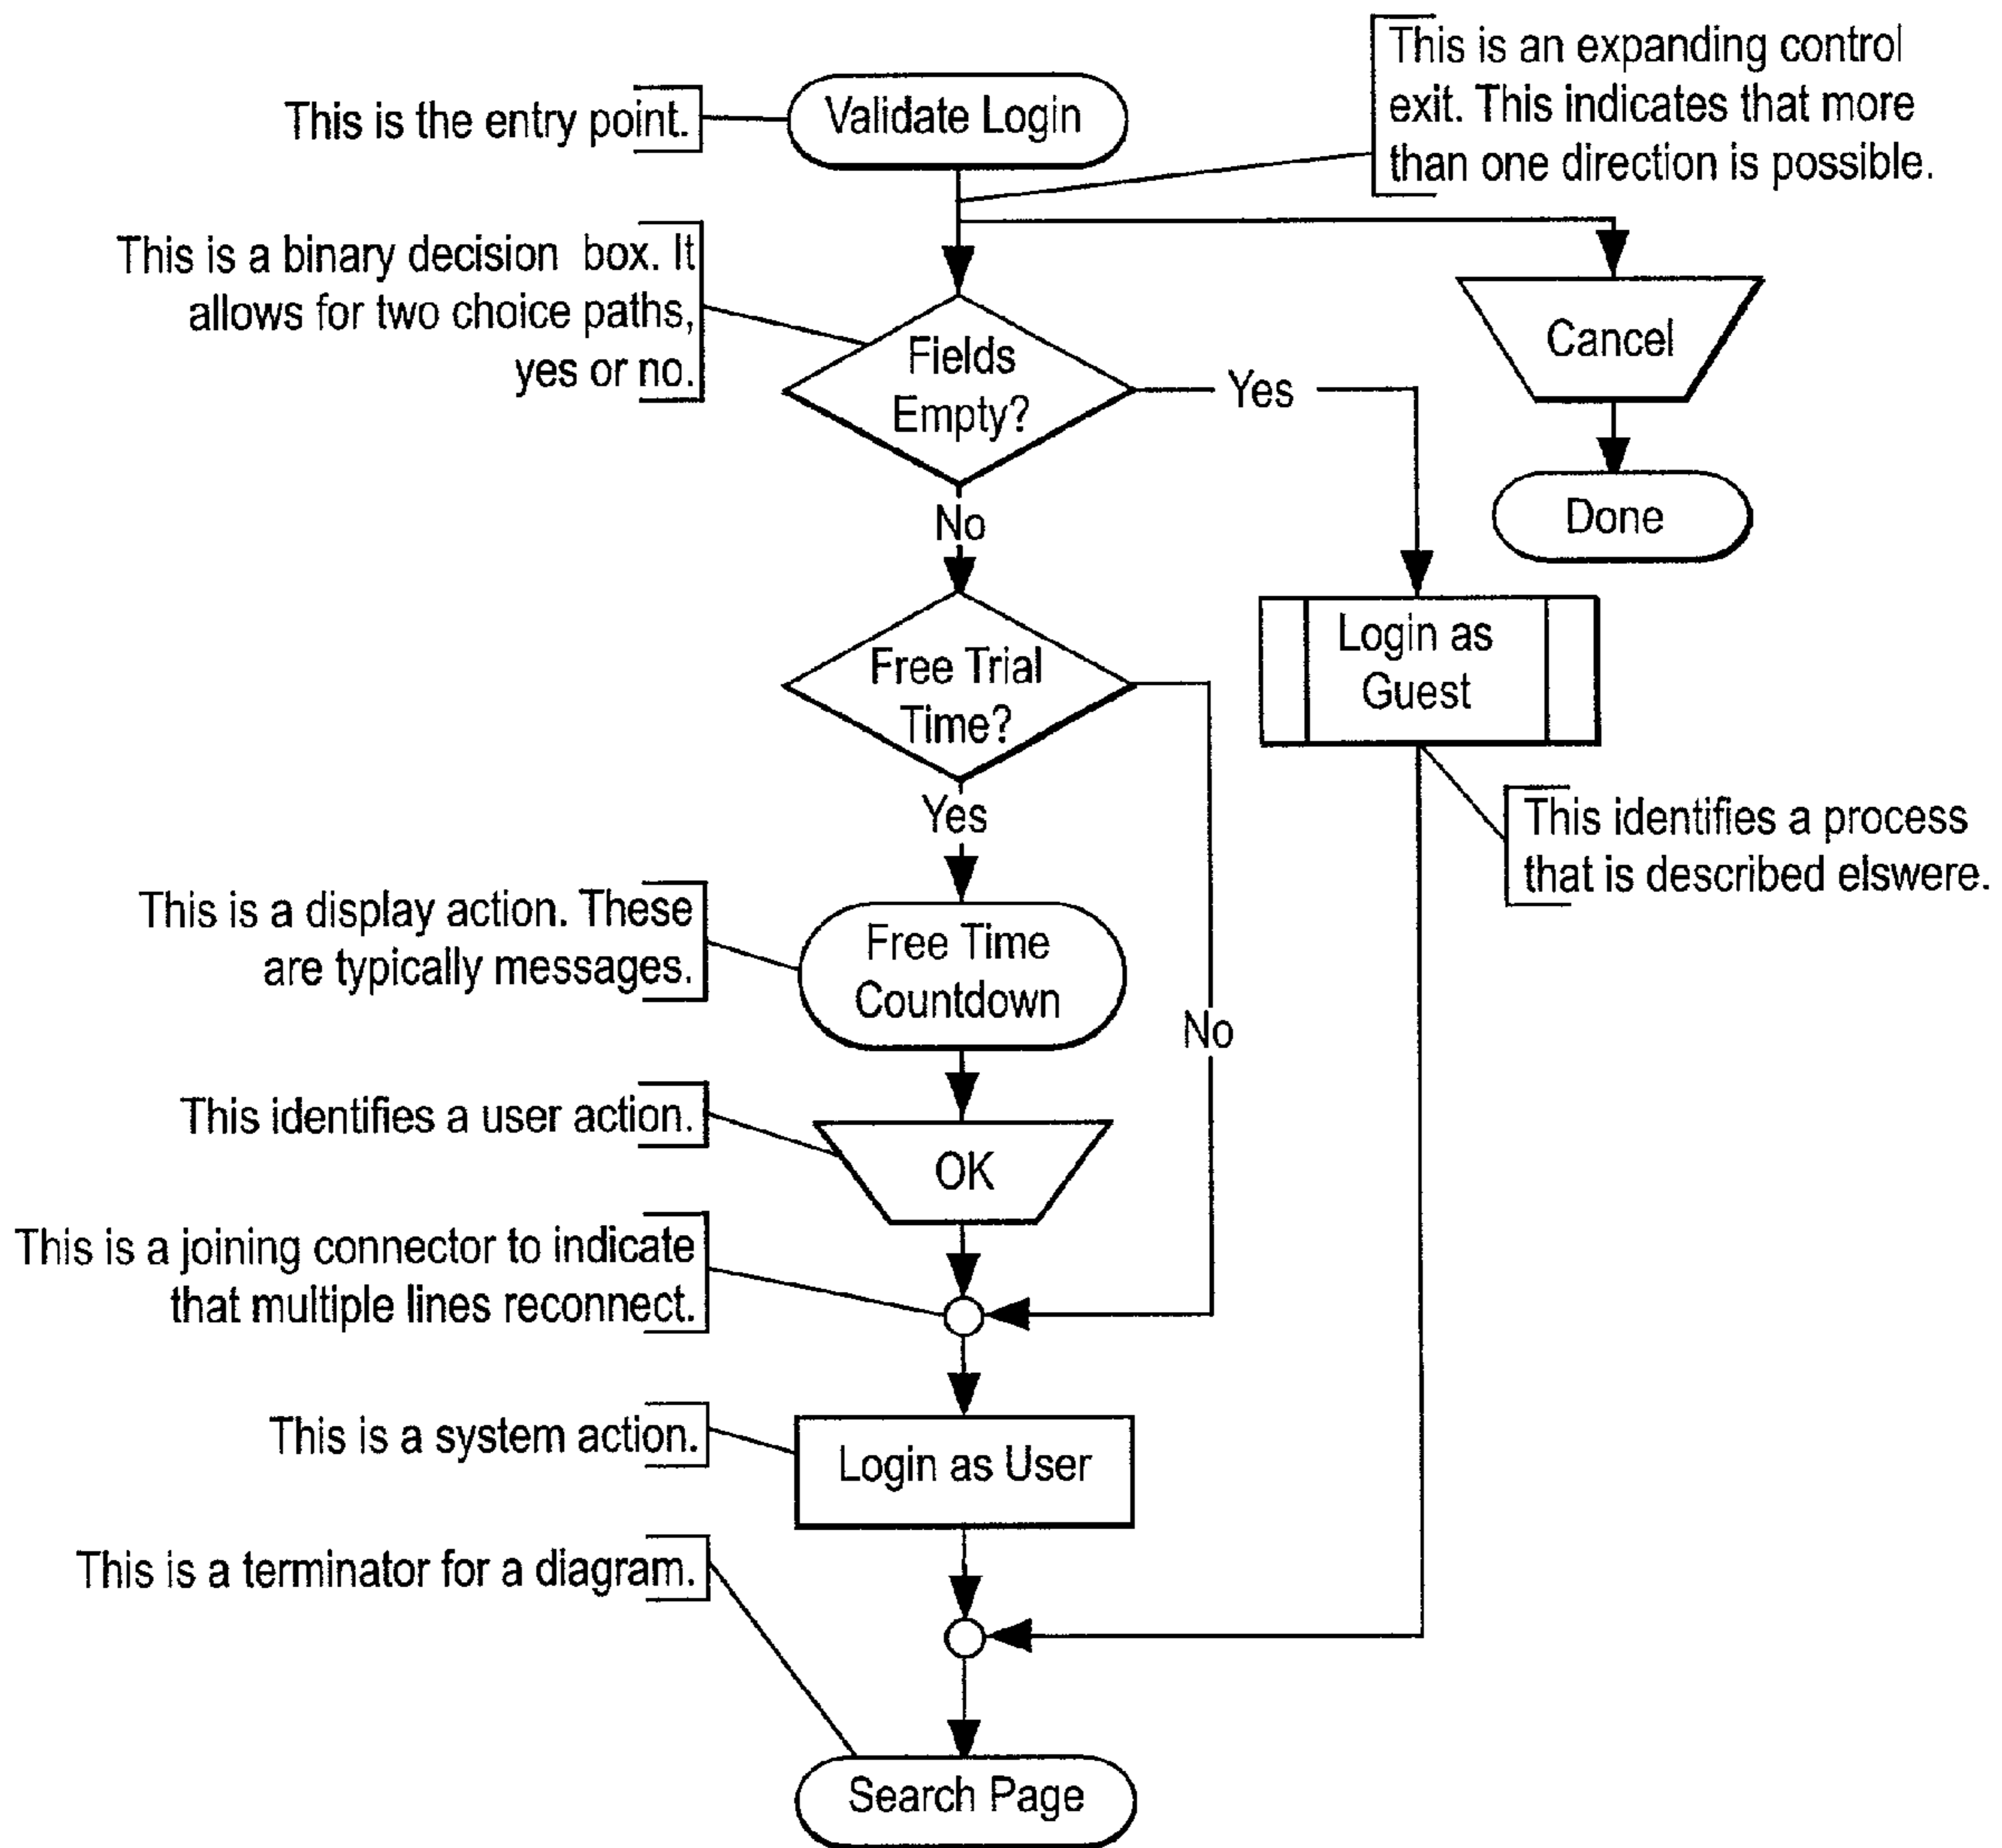 This is an expanding control
exit. This indicates that more
than one direction is possible.
This is the entry point.
Validate Login
This is a binary decision box. It
allows for two choice paths,
yes or no.
Fields
Empty?
Yes
Cancel
No
Done
Free Trial
Time?
Login as
Guest
Yes
This identifies a process
that is described elswere.
This is a display action. These
are typically messages.
Free Time
Countdown
No
This identifies a user action.
OK
This is a joining connector to indicate
that multiple lines reconnect.
This is a system action.
Login as User
This is a terminator for a diagram.
Search Page